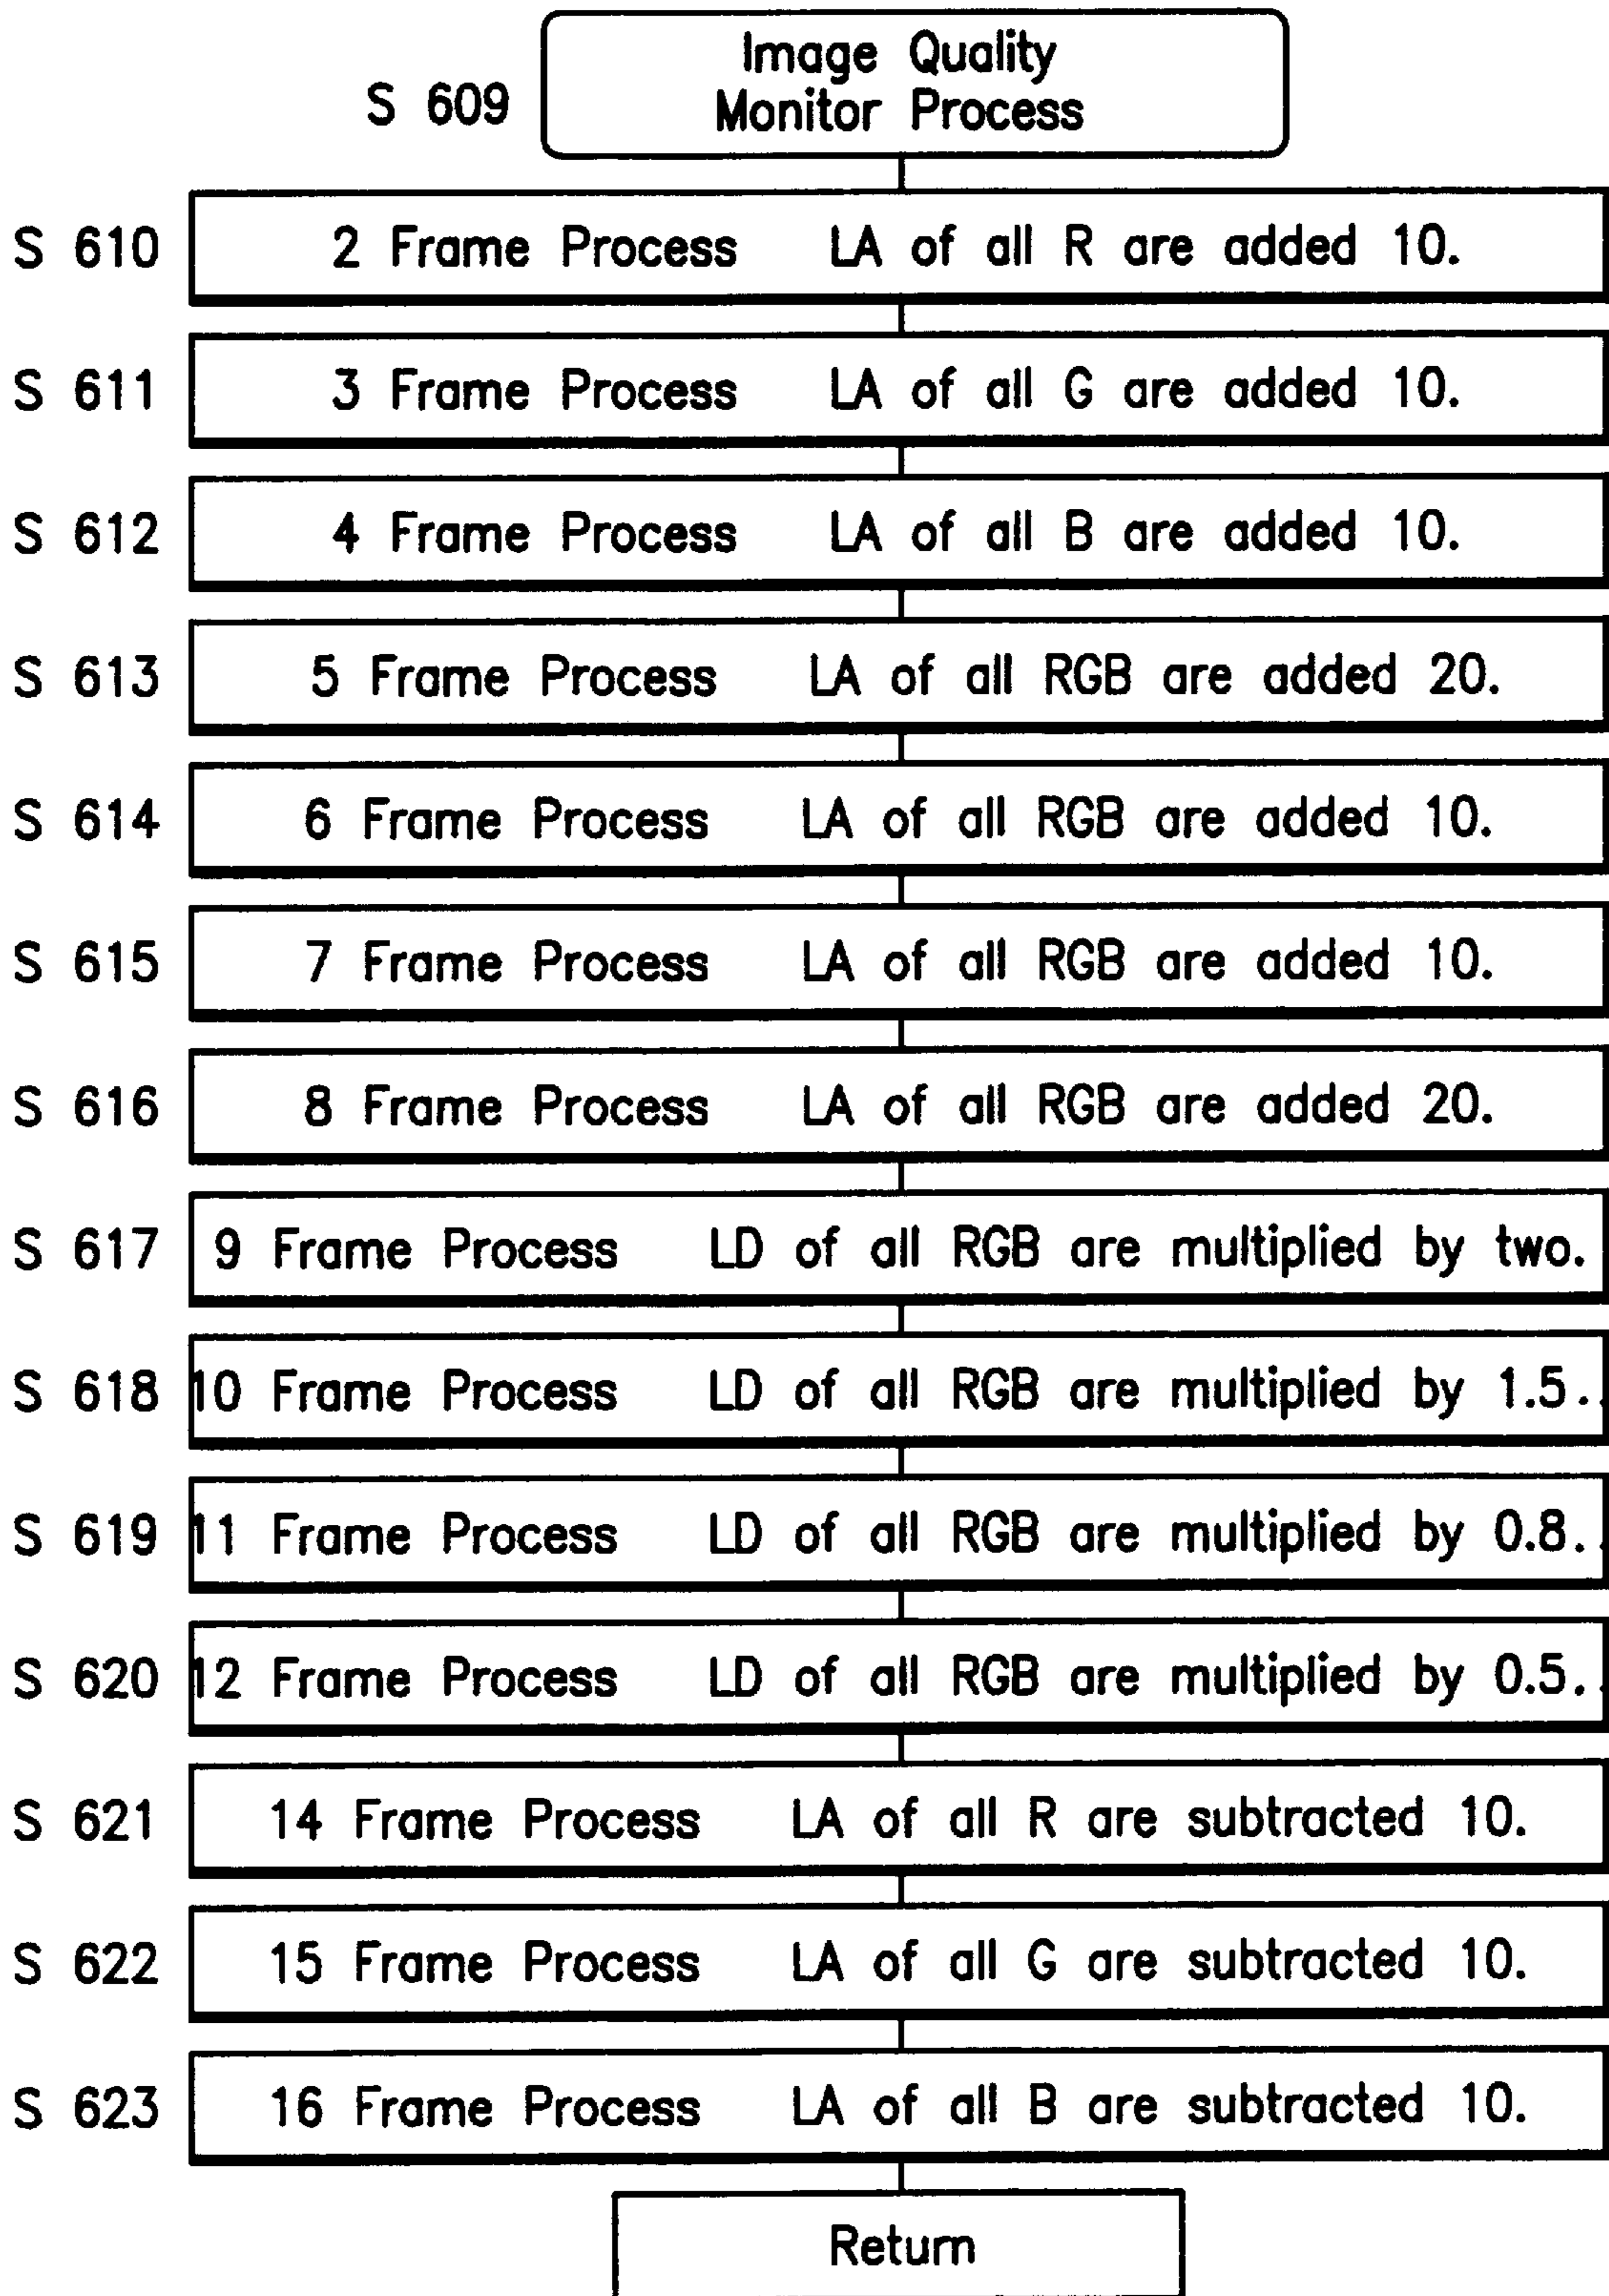 Image Quality
S 609 Monitor Process
S 610 2 Frame Process LA of all R are added 10.
S 611 3 Frame Process LA of all G are added 10.
S 612 4 Frame Process LA of all B are added 10.
S 613 5 Frame Process LA of all RGB are added 20.
S 614 6 Frame Process LA of all RGB are added 10.
S 615 7 Frame Process LA of all RGB are added 10.
S 616 8 Frame Process LA of all RGB are added 20.
S 617 9 Frame Process LD of all RGB are multiplied by two.
S 618 10 Frame Process LD of all RGB are multiplied by 1.5..
S 619 11 Frame Process LD of all RGB are multiplied by 0.8..
S 620 12 Frame Process LD of all RGB are multiplied by 0.5..
S 621 14 Frame Process LA of all R are subtracted 10.
S 622 15 Frame Process LA of all G are subtracted 10.
S 623 16 Frame Process LA of all B are subtracted 10.
Return